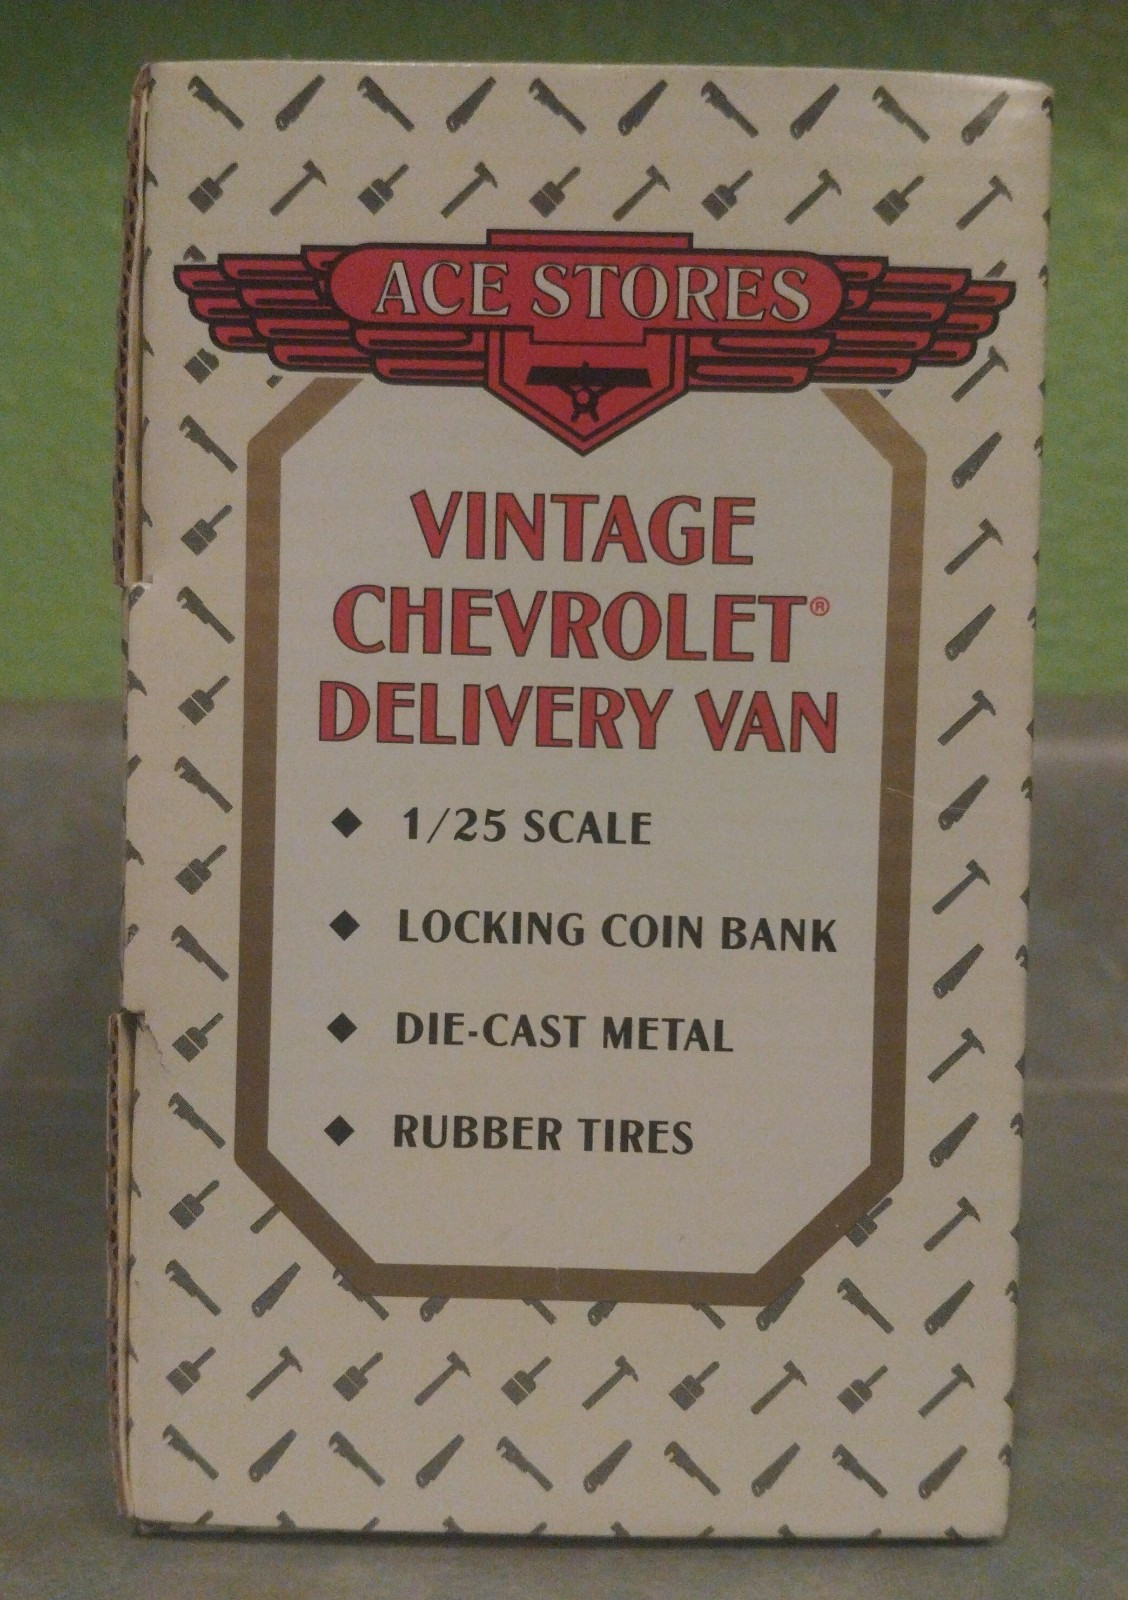 ACE STORES
VINTAGE
CHEVROLET®
DELIVERY VAN
◆ 1/25 SCALE
◆ LOCKING COIN BANK
◆ DIE-CAST METAL
◆ RUBBER TIRES